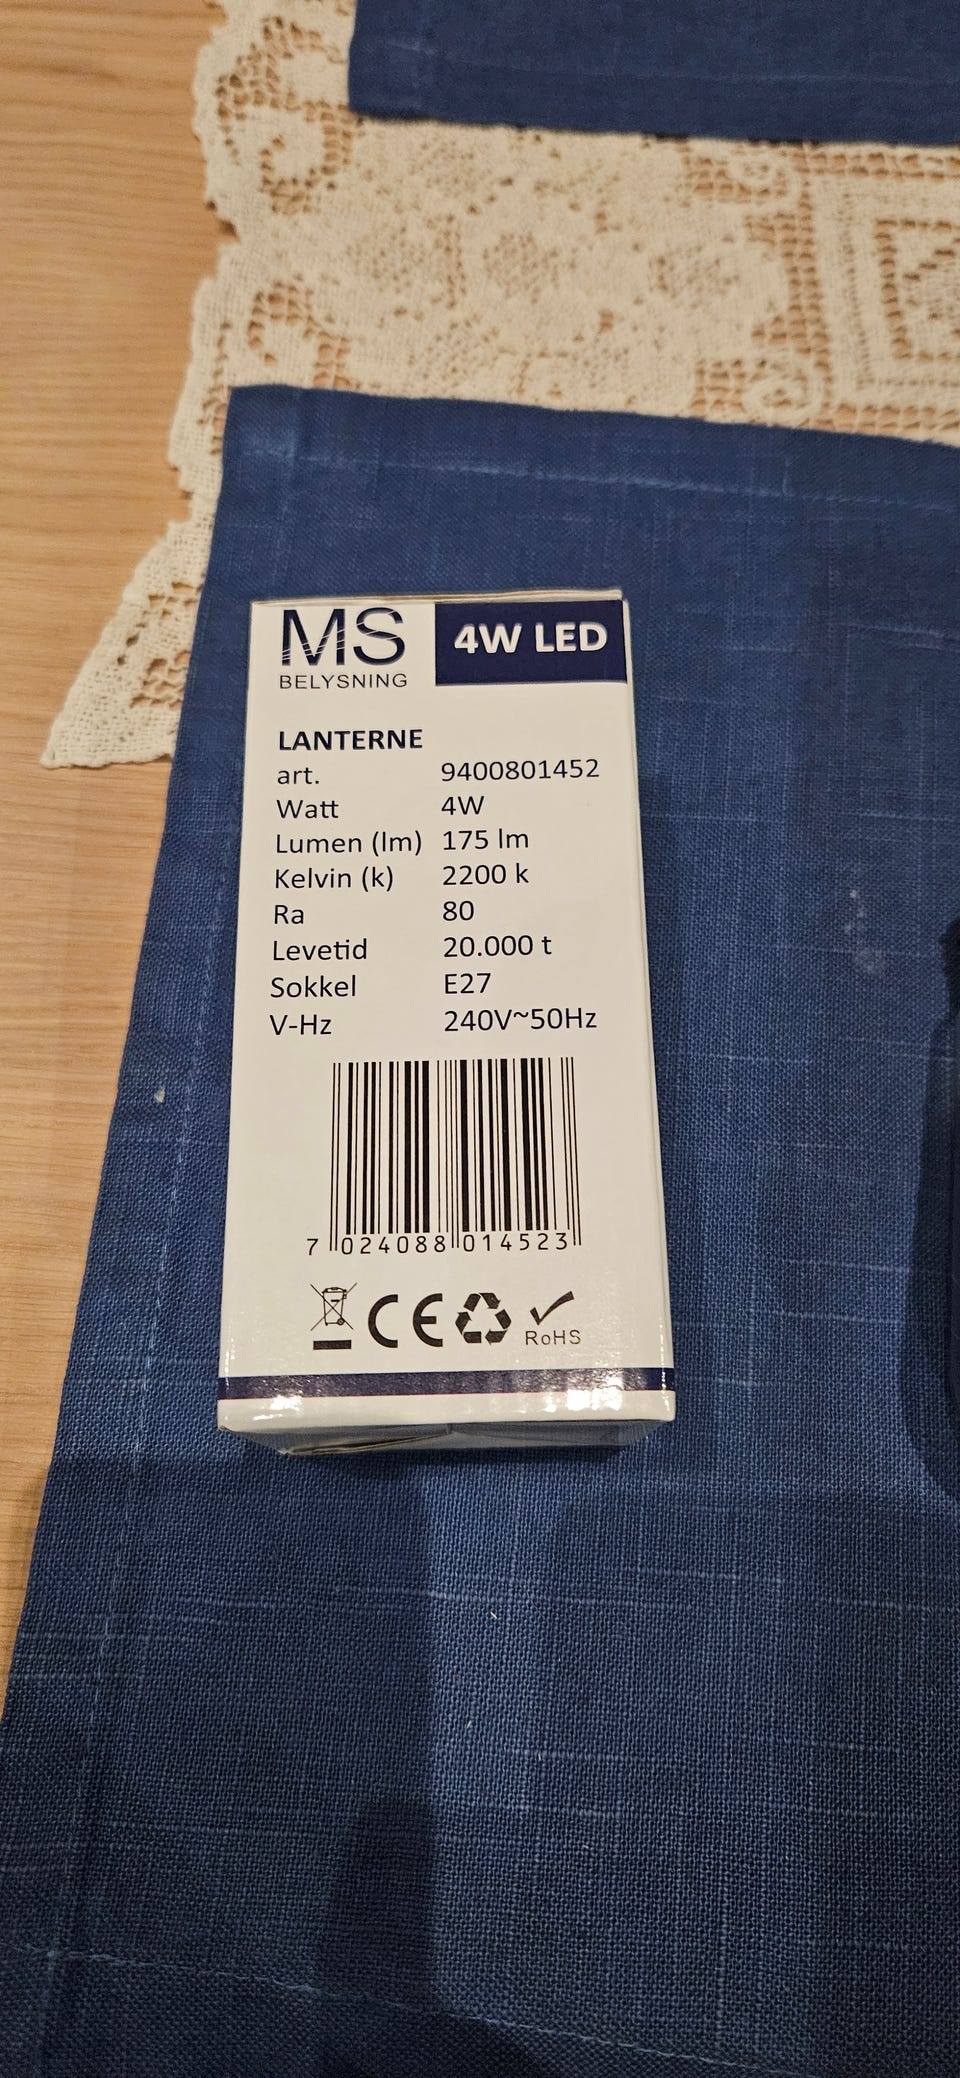 MS
BELYSNING
4W LED
LANTERNE
art. 9400801452
Watt 4W
Lumen (lm) 175 lm
Kelvin (k) 2200 k
Ra 80
Levetid 20.000 t
Sokkel E27
V-Hz 240V~50Hz
7 024088 014523
CE RoHS